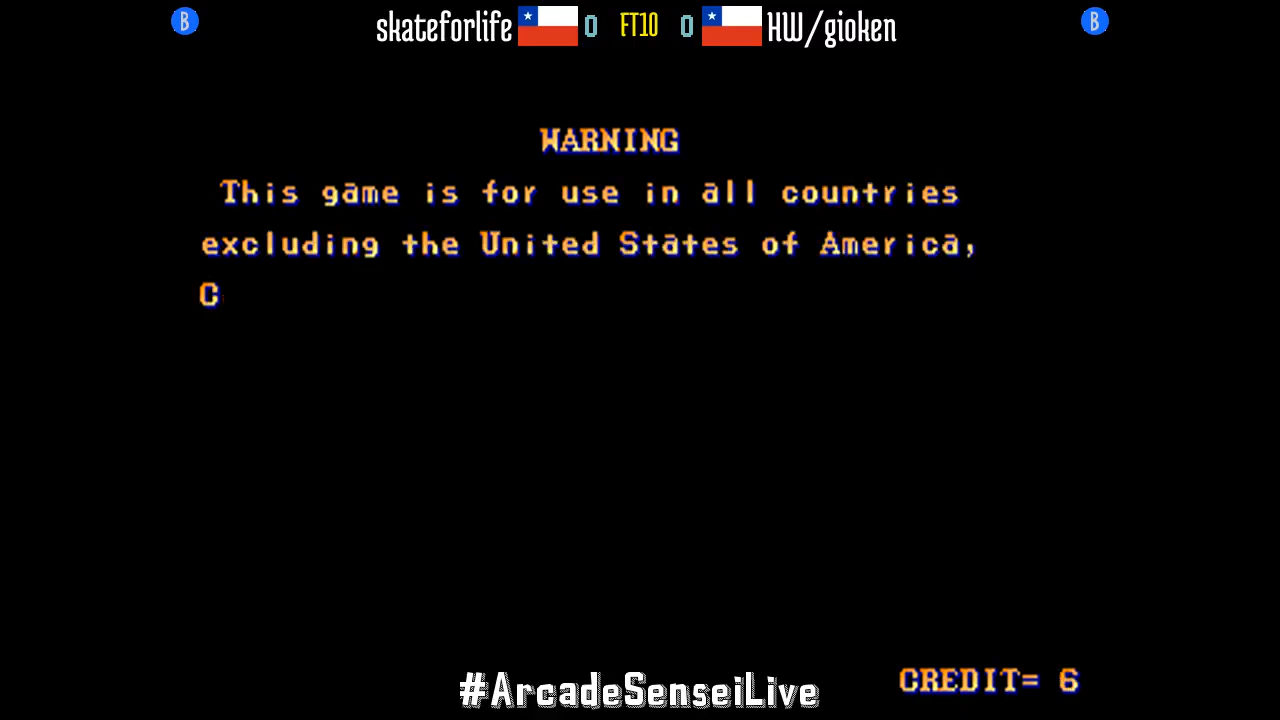 B skateforlife 0 FT10 0 HW/gioken B
WARNING
This game is for use in all countries
excluding the United States of America,
C
#ArcadeSenseiLive
CREDIT= 6